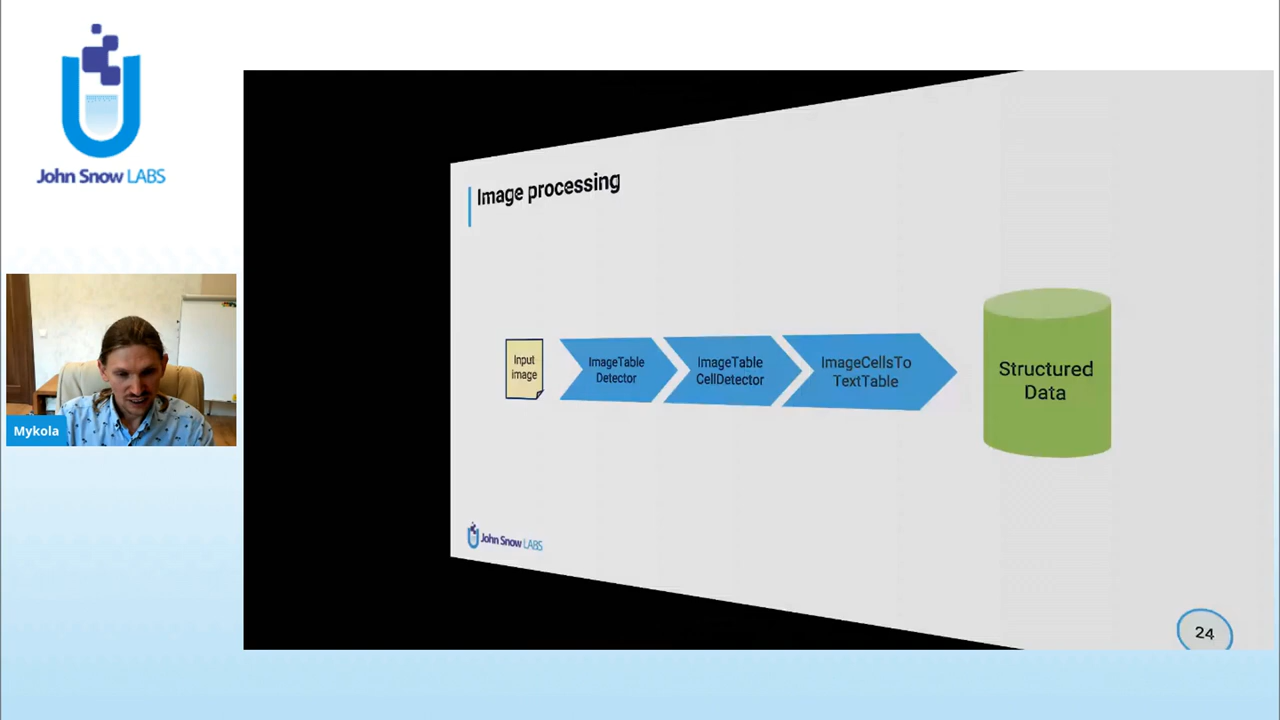 John Snow LABS
Mykola
Image processing
Input
image
ImageTable
Detector
ImageTable
CellDetector
ImageCellsTo
TextTable
Structured
Data
John Snow LABS
24